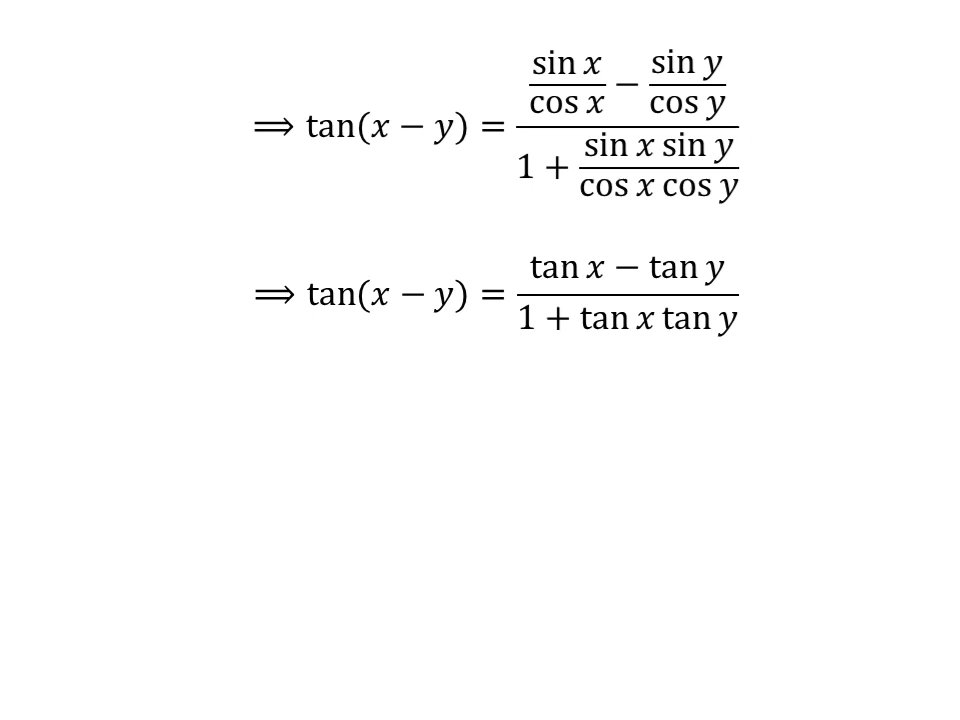 ⟹ tan(𝑥 − 𝑦) = (sin 𝑥/cos 𝑥 − sin 𝑦/cos 𝑦)/(1 + (sin 𝑥 sin 𝑦)/(cos 𝑥 cos 𝑦))
⟹ tan(𝑥 − 𝑦) = (tan 𝑥 − tan 𝑦)/(1 + tan 𝑥 tan 𝑦)